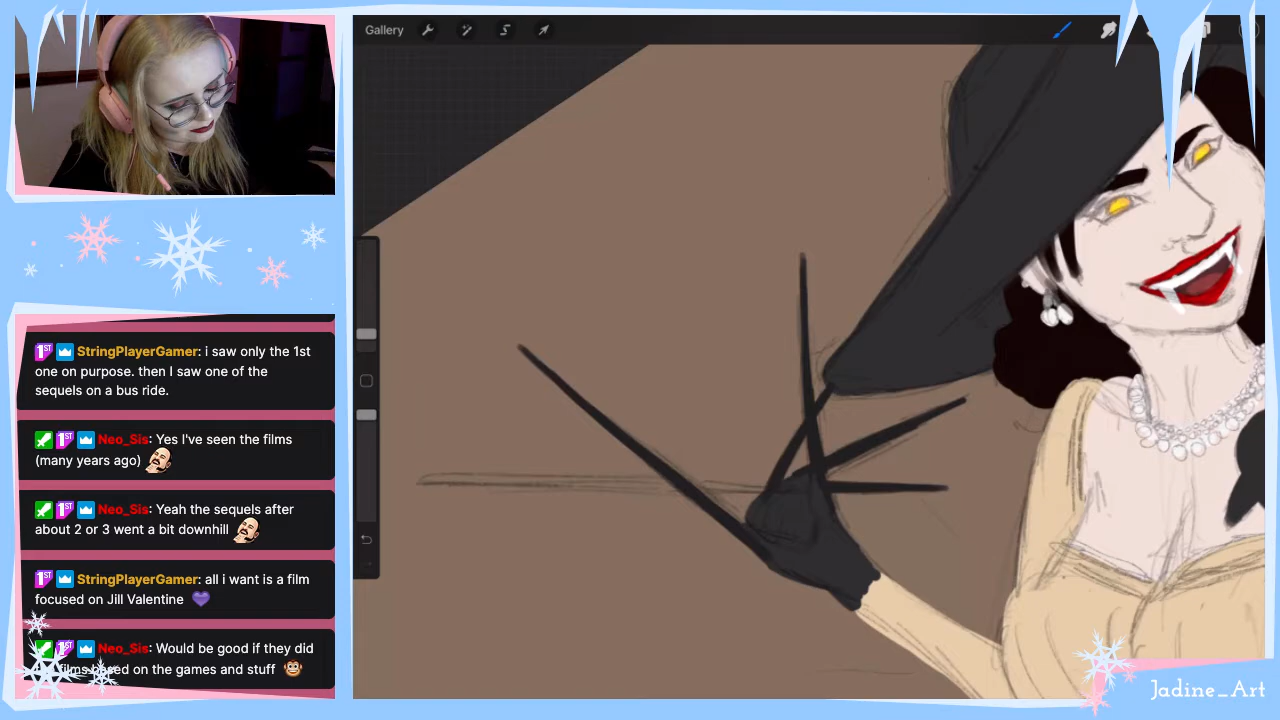 Gallery
StringPlayerGamer: i saw only the 1st
one on purpose. then I saw one of the
sequels on a bus ride.
Neo_Sis: Yes I've seen the films
(many years ago)
Neo_Sis: Yeah the sequels after
about 2 or 3 went a bit downhill
StringPlayerGamer: all i want is a film
focused on Jill Valentine
Neo_Sis: Would be good if they did
films based on the games and stuff
Jadine_Art